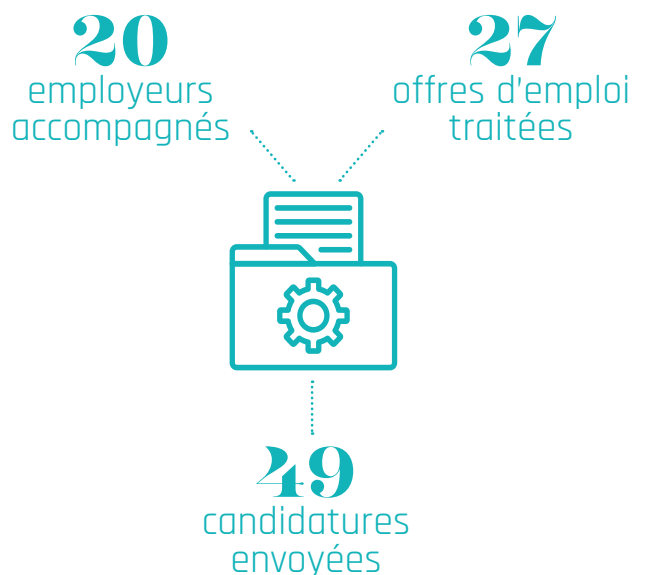 20
employeurs
accompagnés
27
offres d'emploi
traitées
49
candidatures
envoyées